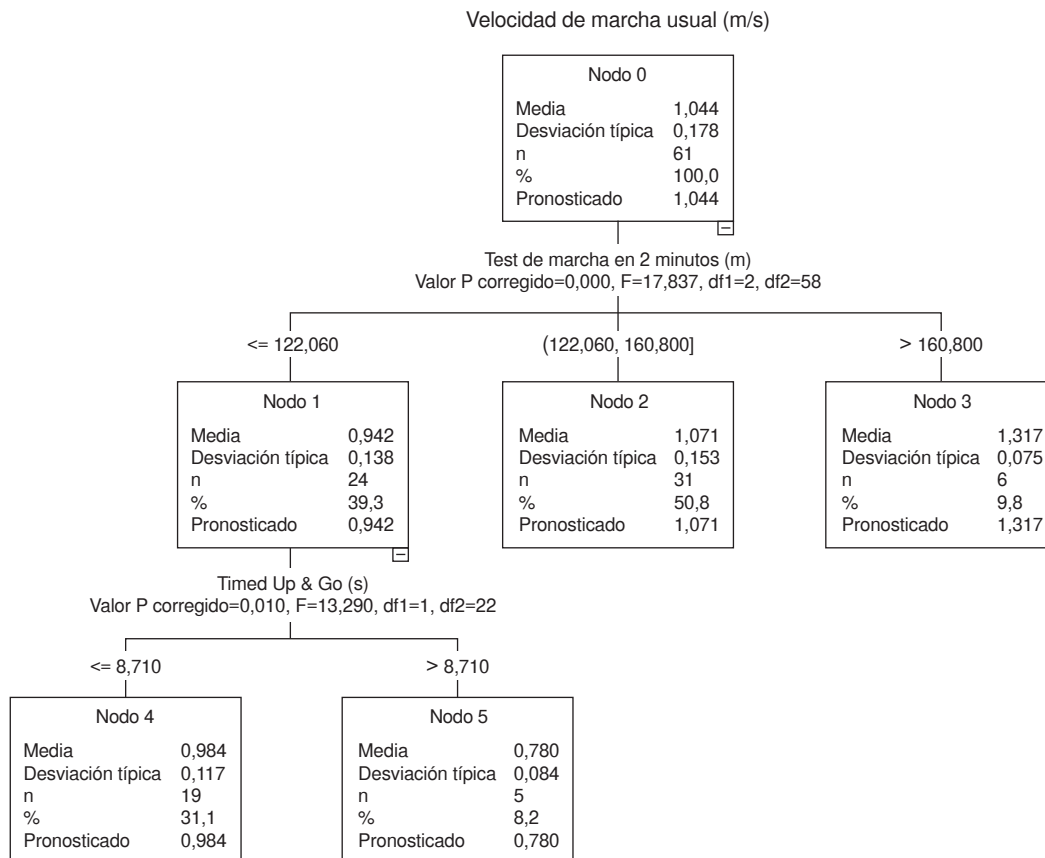 Velocidad de marcha usual (m/s)
Nodo 0
Media 1,044
Desviación típica 0,178
n 61
% 100,0
Pronosticado 1,044
Test de marcha en 2 minutos (m)
Valor P corregido=0,000, F=17,837, df1=2, df2=58
<= 122,060
(122,060, 160,800]
> 160,800
Nodo 1
Media 0,942
Desviación típica 0,138
n 24
% 39,3
Pronosticado 0,942
Nodo 2
Media 1,071
Desviación típica 0,153
n 31
% 50,8
Pronosticado 1,071
Nodo 3
Media 1,317
Desviación típica 0,075
n 6
% 9,8
Pronosticado 1,317
Timed Up & Go (s)
Valor P corregido=0,010, F=13,290, df1=1, df2=22
<= 8,710
> 8,710
Nodo 4
Media 0,984
Desviación típica 0,117
n 19
% 31,1
Pronosticado 0,984
Nodo 5
Media 0,780
Desviación típica 0,084
n 5
% 8,2
Pronosticado 0,780